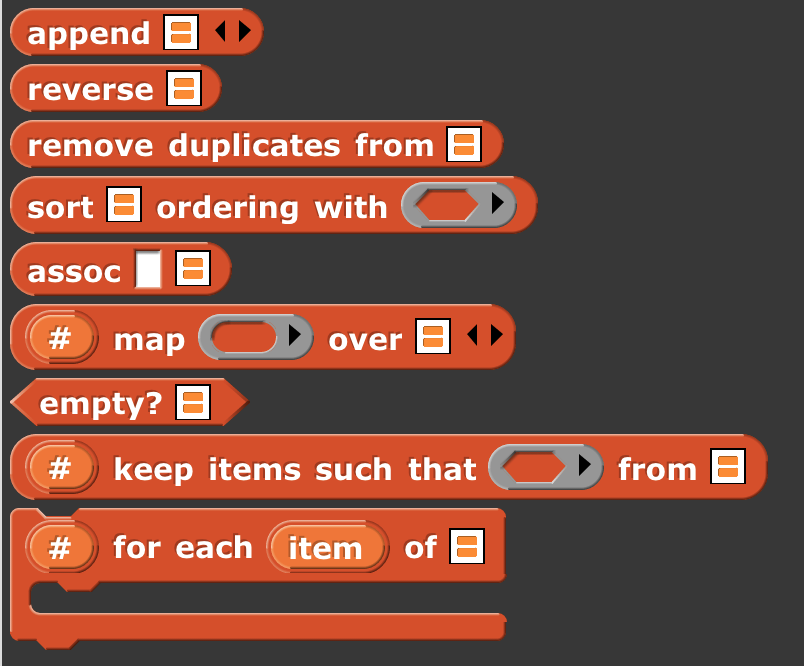 append
reverse
remove duplicates from
sort ordering with
assoc
# map over
empty?
# keep items such that from
# for each item of